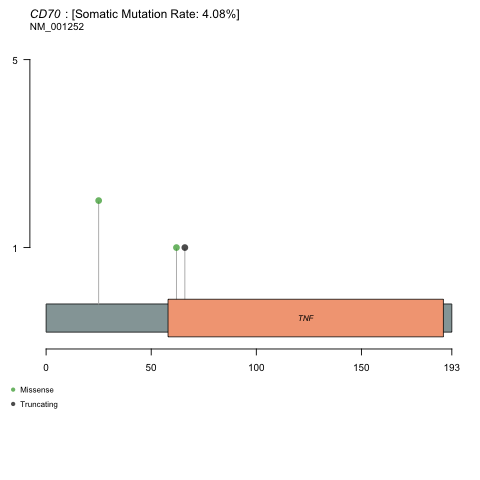 CD70 : [Somatic Mutation Rate: 4.08%]
NM_001252
5
1
TNF
0 50 100 150 193
Missense
Truncating